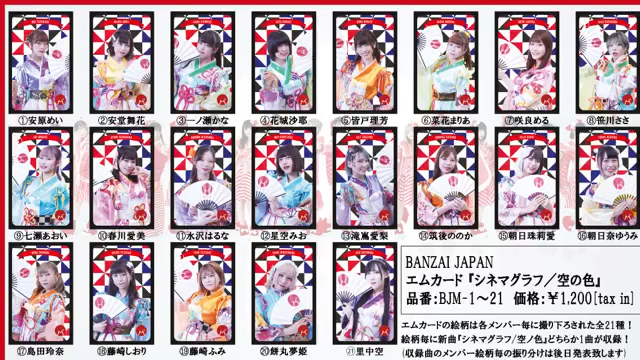 ①安原めい ②安堂舞花 ③一ノ瀬かな ④花城沙耶 ⑤皆戸理芳 ⑥菜花まりあ ⑦咲良める ⑧笹川ささ
⑨七瀬あおい ⑩春川愛美 ⑪水沢はるな ⑫星空みお ⑬滝嶌愛梨 ⑭筑後ののか ⑮朝日珠莉愛 ⑯朝日奈ゆうみ
⑰島田玲奈 ⑱藤崎しおり ⑲藤崎ふみ ⑳餅丸夢姫 ㉑里中空
BANZAI JAPAN
エムカード『シネマグラフ/空の色』
品番:BJM-1~21 価格:¥1,200[tax in]
エムカードの絵柄は各メンバー毎に撮り下ろされた全21種!
絵柄毎に新曲『シネマグラフ/空ノ色』どちらか1曲が収録!
(収録曲のメンバー絵柄毎の振り分けは後日発表致します)